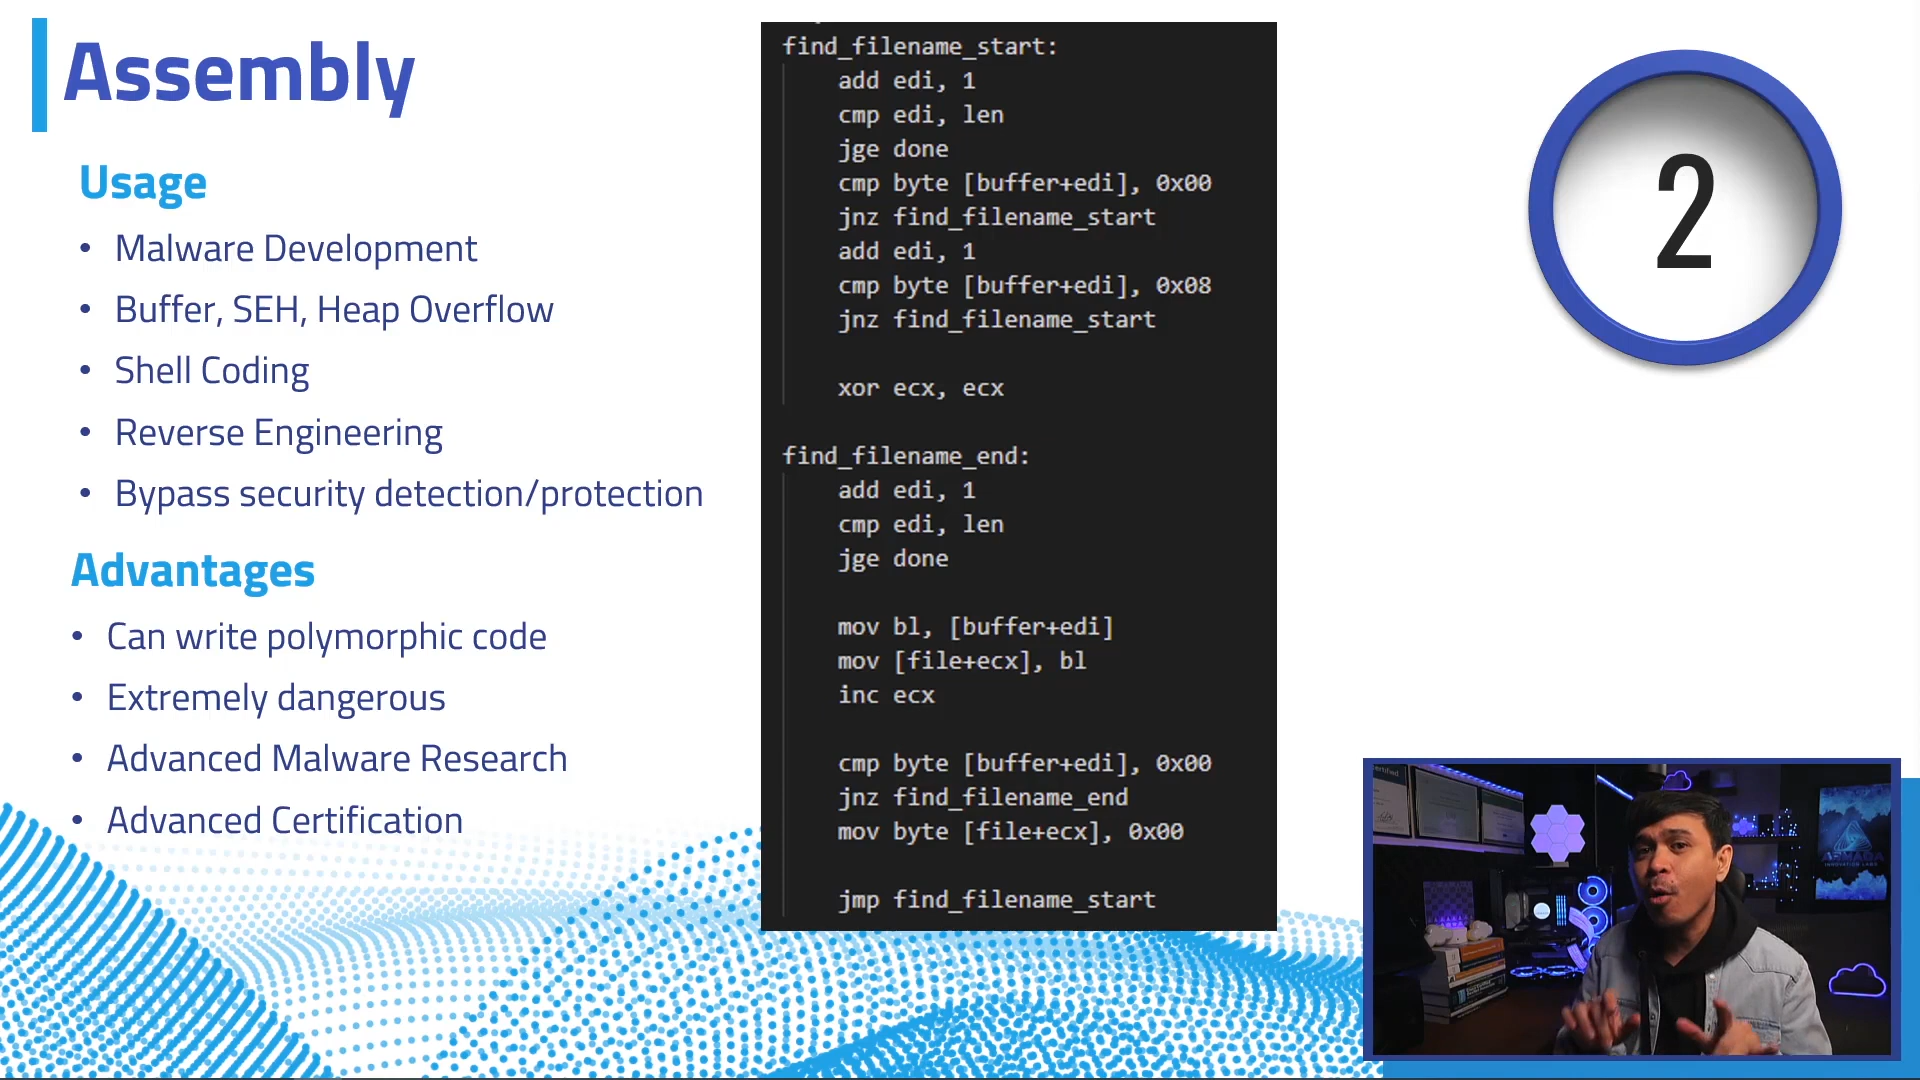 Assembly
Usage
• Malware Development
• Buffer, SEH, Heap Overflow
• Shell Coding
• Reverse Engineering
• Bypass security detection/protection
Advantages
• Can write polymorphic code
• Extremely dangerous
• Advanced Malware Research
• Advanced Certification
find_filename_start:
add edi, 1
cmp edi, len
jge done
cmp byte [buffer+edi], 0x00
jnz find_filename_start
add edi, 1
cmp byte [buffer+edi], 0x08
jnz find_filename_start
xor ecx, ecx
find_filename_end:
add edi, 1
cmp edi, len
jge done
mov bl, [buffer+edi]
mov [file+ecx], bl
inc ecx
cmp byte [buffer+edi], 0x00
jnz find_filename_end
mov byte [file+ecx], 0x00
jmp find_filename_start
2
ARMADA
INNOVATION LABS